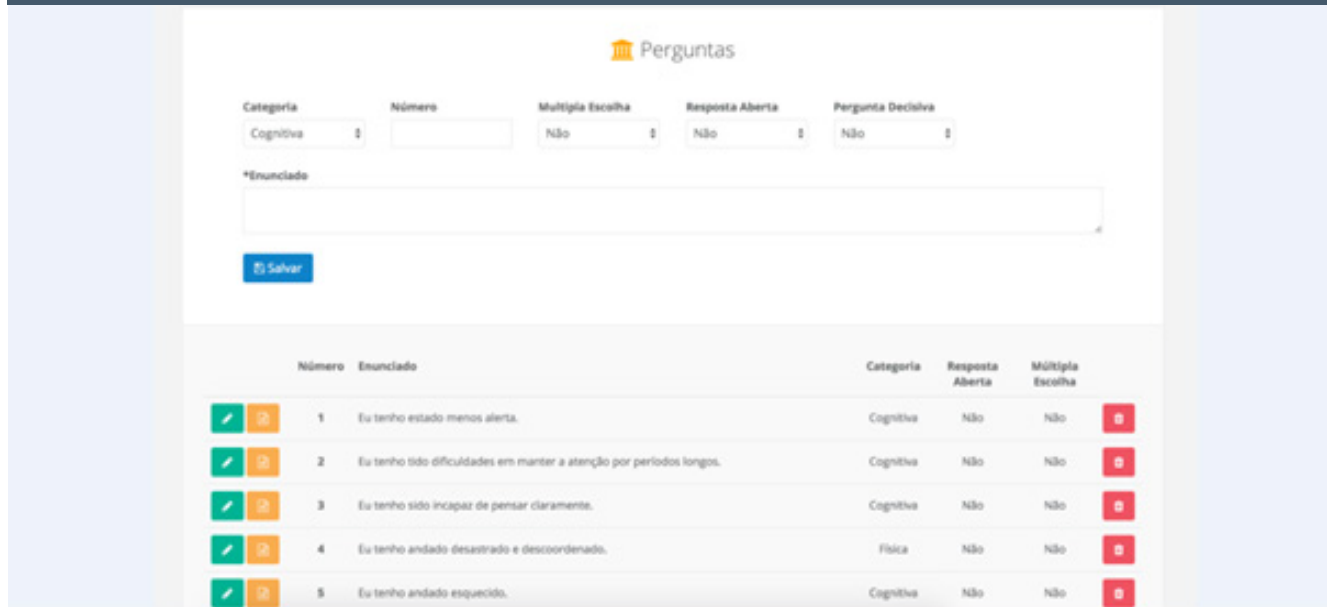 Perguntas
Categoria Número Multipla Escolha Resposta Aberta Pergunta Decisiva
Cognitiva Não Não Não
*Enunciado
Salvar
Número Enunciado Categoria Resposta Aberta Múltipla Escolha
1 Eu tenho estado menos alerta. Cognitiva Não Não
2 Eu tenho tido dificuldades em manter a atenção por períodos longos. Cognitiva Não Não
3 Eu tenho sido incapaz de pensar claramente. Cognitiva Não Não
4 Eu tenho andado desastrado e descoordenado. Física Não Não
5 Eu tenho andado esquecido. Cognitiva Não Não